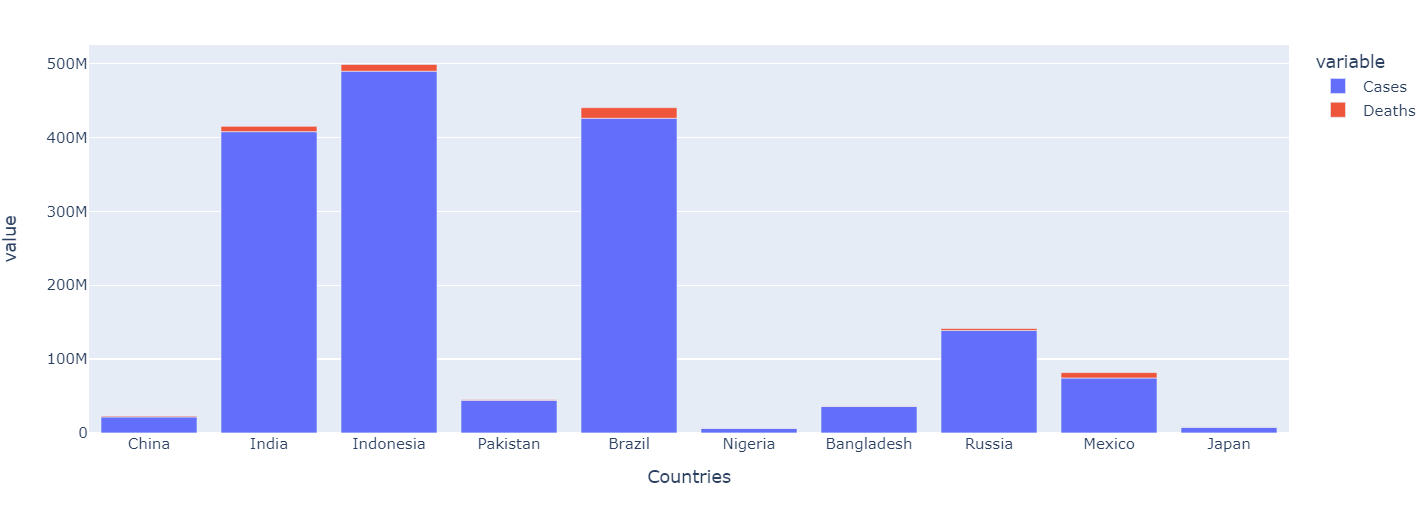 500M
400M
300M
200M
100M
0
value
China India Indonesia Pakistan Brazil Nigeria Bangladesh Russia Mexico Japan
Countries
variable
Cases
Deaths